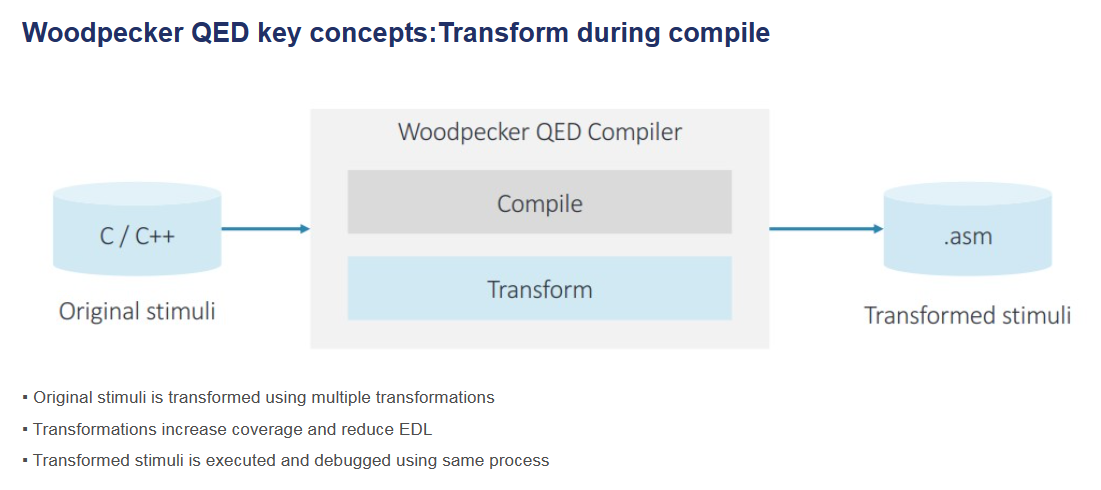 Woodpecker QED key concepts:Transform during compile
Woodpecker QED Compiler
Compile
C / C++
.asm
Transform
Original stimuli
Transformed stimuli
▪ Original stimuli is transformed using multiple transformations
▪ Transformations increase coverage and reduce EDL
▪ Transformed stimuli is executed and debugged using same process